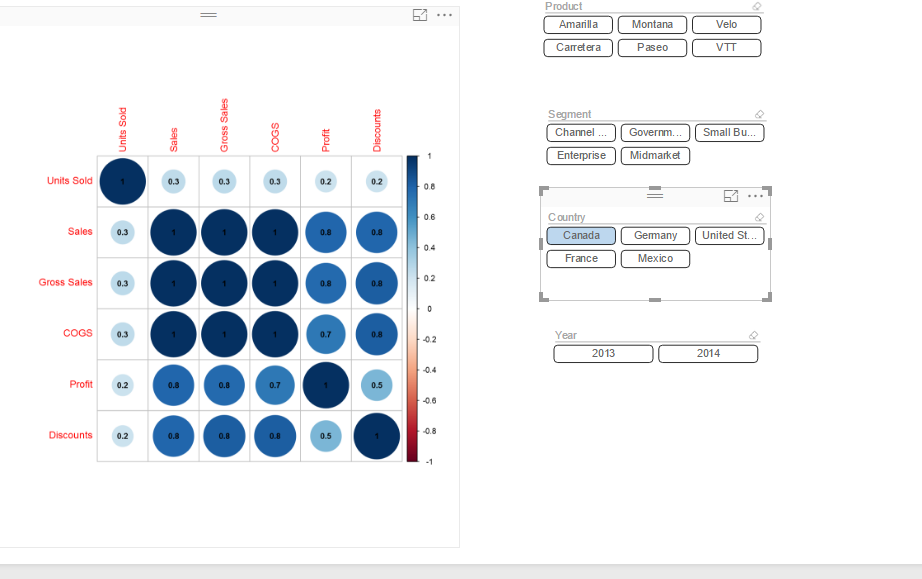 Product
Amarilla Montana Velo
Carretera Paseo VTT
Segment
Channel ... Governm... Small Bu...
Enterprise Midmarket
Country
Canada Germany United St...
France Mexico
Year
2013 2014
Units Sold Sales Gross Sales COGS Profit Discounts
Units Sold 1 0.3 0.3 0.3 0.2 0.2
Sales 0.3 1 1 1 0.8 0.8
Gross Sales 0.3 1 1 1 0.8 0.8
COGS 0.3 1 1 1 0.7 0.8
Profit 0.2 0.8 0.8 0.7 1 0.5
Discounts 0.2 0.8 0.8 0.8 0.5 1
1
0.8
0.6
0.4
0.2
0
-0.2
-0.4
-0.6
-0.8
-1